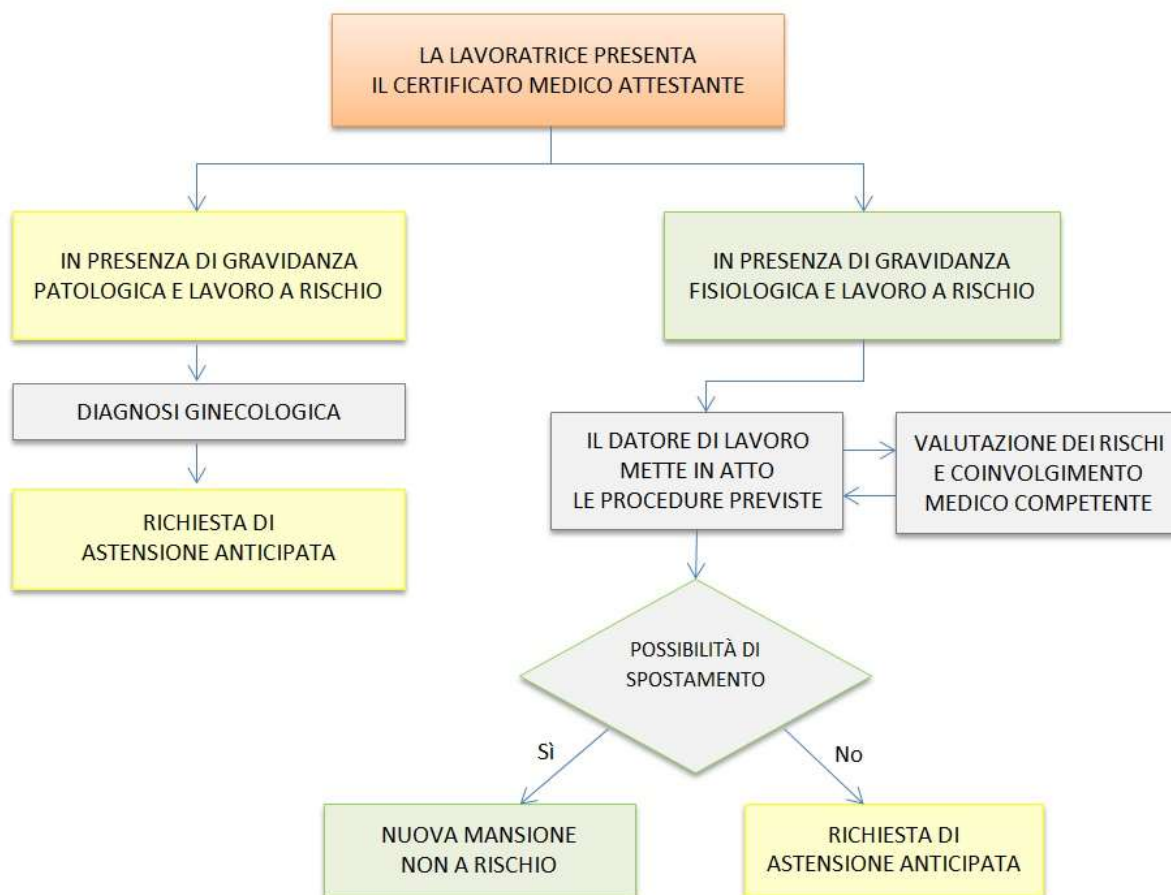 LA LAVORATRICE PRESENTA
IL CERTIFICATO MEDICO ATTESTANTE
IN PRESENZA DI GRAVIDANZA
PATOLOGICA E LAVORO A RISCHIO
IN PRESENZA DI GRAVIDANZA
FISIOLOGICA E LAVORO A RISCHIO
DIAGNOSI GINECOLOGICA
IL DATORE DI LAVORO
METTE IN ATTO
LE PROCEDURE PREVISTE
VALUTAZIONE DEI RISCHI
E COINVOLGIMENTO
MEDICO COMPETENTE
RICHIESTA DI
ASTENSIONE ANTICIPATA
POSSIBILITÀ DI
SPOSTAMENTO
Sì
No
NUOVA MANSIONE
NON A RISCHIO
RICHIESTA DI
ASTENSIONE ANTICIPATA